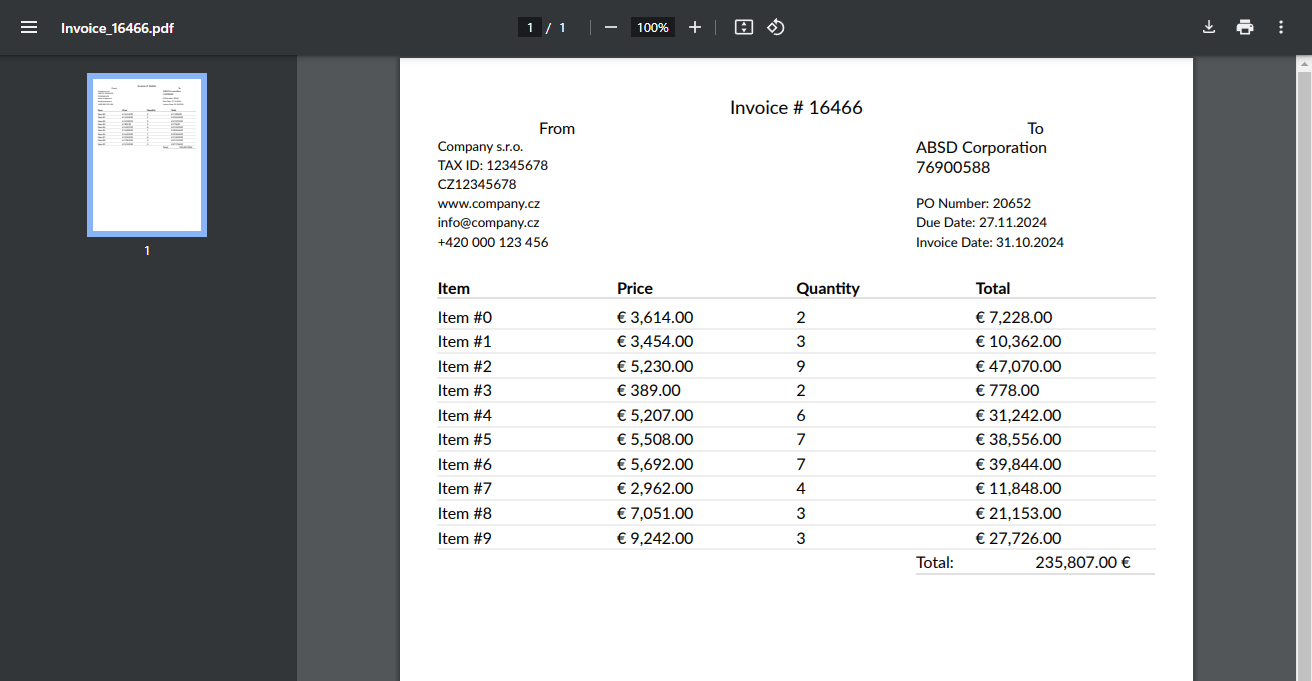 Invoice_16466.pdf
1 / 1
100%
1
Invoice # 16466
From
Company s.r.o.
TAX ID: 12345678
CZ12345678
www.company.cz
info@company.cz
+420 000 123 456
To
ABSD Corporation
76900588
PO Number: 20652
Due Date: 27.11.2024
Invoice Date: 31.10.2024
Item Price Quantity Total
Item #0 € 3,614.00 2 € 7,228.00
Item #1 € 3,454.00 3 € 10,362.00
Item #2 € 5,230.00 9 € 47,070.00
Item #3 € 389.00 2 € 778.00
Item #4 € 5,207.00 6 € 31,242.00
Item #5 € 5,508.00 7 € 38,556.00
Item #6 € 5,692.00 7 € 39,844.00
Item #7 € 2,962.00 4 € 11,848.00
Item #8 € 7,051.00 3 € 21,153.00
Item #9 € 9,242.00 3 € 27,726.00
Total: 235,807.00 €